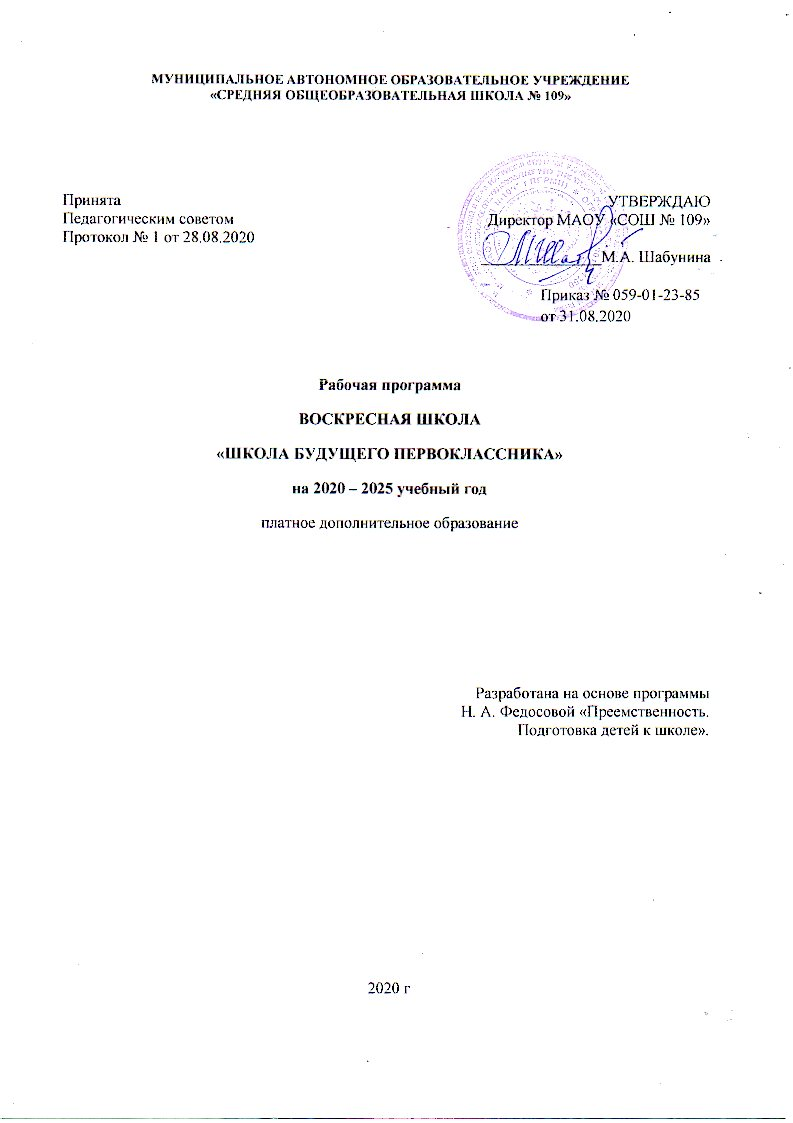 МУНИЦИПАЛЬНОЕ АВТОНОМНОЕ ОБРАЗОВАТЕЛЬНОЕ УЧРЕЖДЕНИЕ
«СРЕДНЯЯ ОБЩЕОБРАЗОВАТЕЛЬНАЯ ШКОЛА № 109»
Принята
Педагогическим советом
Протокол № 1 от 28.08.2020
УТВЕРЖДАЮ
Директор МАОУ «СОШ № 109»
М.А. Шабунина
Приказ № 059-01-23-85
от 31.08.2020
Рабочая программа
ВОСКРЕСНАЯ ШКОЛА
«ШКОЛА БУДУЩЕГО ПЕРВОКЛАССНИКА»
на 2020 – 2025 учебный год
платное дополнительное образование
Разработана на основе программы
Н. А. Федосовой «Преемственность.
Подготовка детей к школе».
2020 г